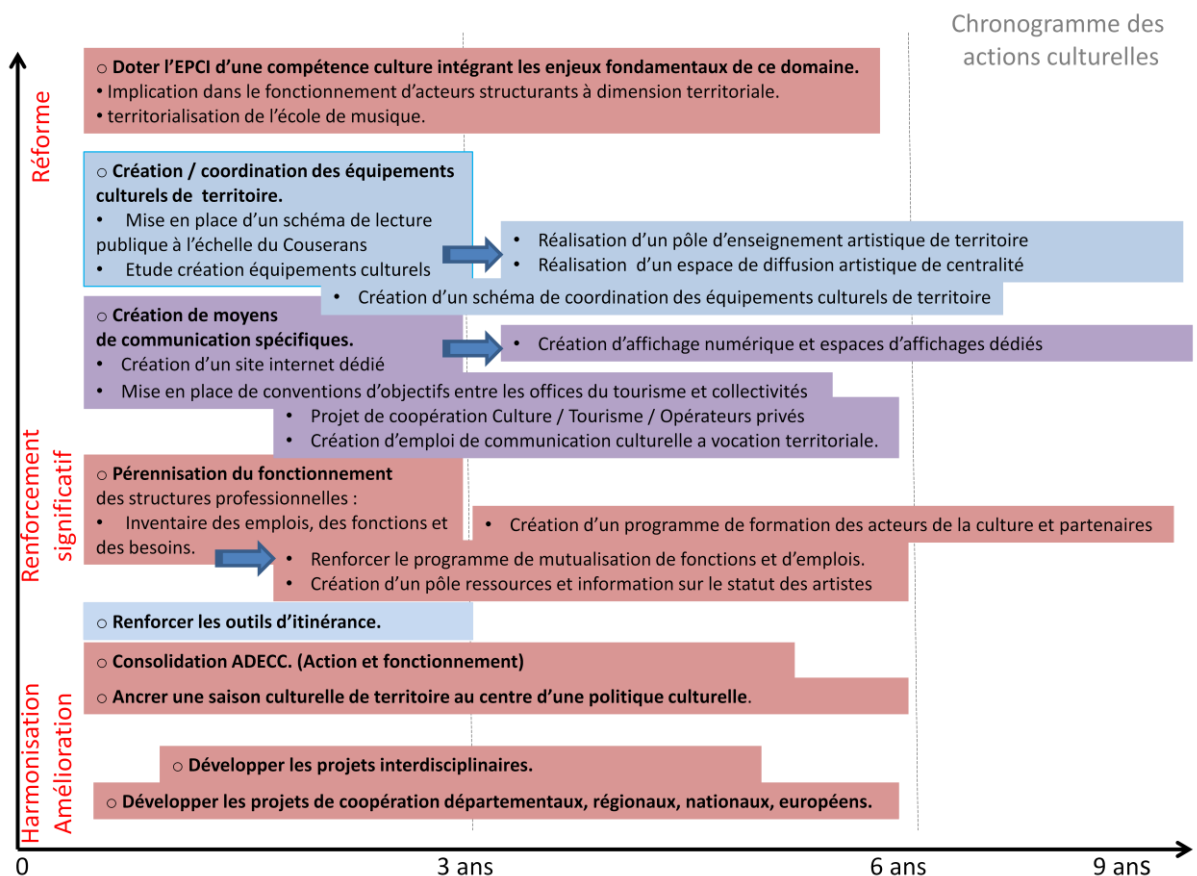 Chronogramme des
actions culturelles
Réforme
○ Doter l'EPCI d'une compétence culture intégrant les enjeux fondamentaux de ce domaine.
• Implication dans le fonctionnement d'acteurs structurants à dimension territoriale.
• territorialisation de l'école de musique.
○ Création / coordination des équipements
culturels de territoire.
• Mise en place d'un schéma de lecture
publique à l'échelle du Couserans
• Etude création équipements culturels
• Réalisation d'un pôle d'enseignement artistique de territoire
• Réalisation d'un espace de diffusion artistique de centralité
• Création d'un schéma de coordination des équipements culturels de territoire
○ Création de moyens
de communication spécifiques.
• Création d'un site internet dédié
• Création d'affichage numérique et espaces d'affichages dédiés
• Mise en place de conventions d'objectifs entre les offices du tourisme et collectivités
• Projet de coopération Culture / Tourisme / Opérateurs privés
• Création d'emploi de communication culturelle a vocation territoriale.
Renforcement
significatif
○ Pérennisation du fonctionnement
des structures professionnelles :
• Inventaire des emplois, des fonctions et
des besoins.
• Création d'un programme de formation des acteurs de la culture et partenaires
• Renforcer le programme de mutualisation de fonctions et d'emplois.
• Création d'un pôle ressources et information sur le statut des artistes
○ Renforcer les outils d'itinérance.
○ Consolidation ADECC. (Action et fonctionnement)
○ Ancrer une saison culturelle de territoire au centre d'une politique culturelle.
Harmonisation
Amélioration
○ Développer les projets interdisciplinaires.
○ Développer les projets de coopération départementaux, régionaux, nationaux, européens.
0
3 ans
6 ans
9 ans